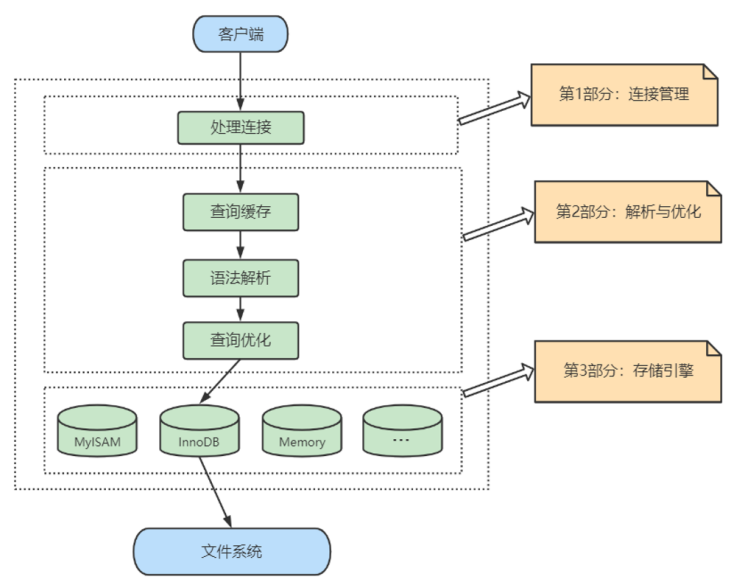 客户端
处理连接
第1部分：连接管理
查询缓存
第2部分：解析与优化
语法解析
查询优化
第3部分：存储引擎
MyISAM
InnoDB
Memory
...
文件系统